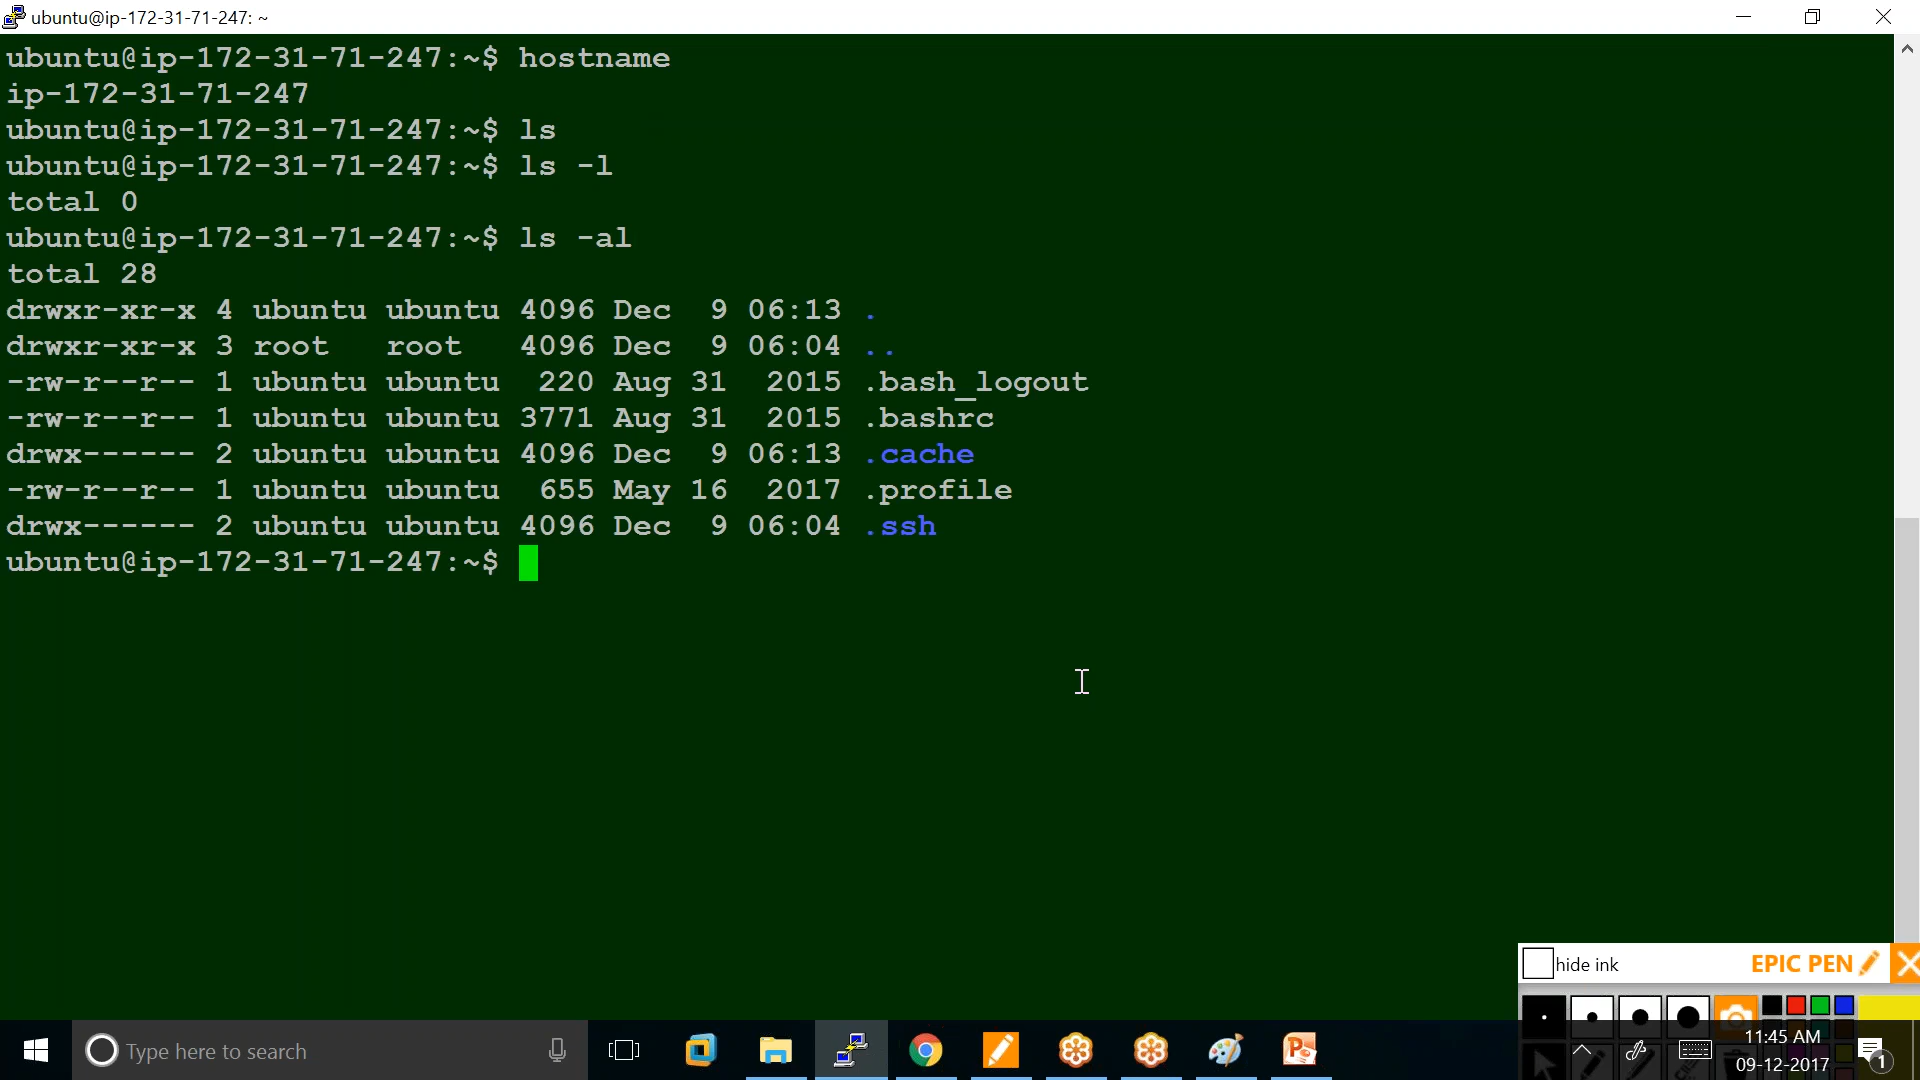 ubuntu@ip-172-31-71-247: ~
ubuntu@ip-172-31-71-247:~$ hostname
ip-172-31-71-247
ubuntu@ip-172-31-71-247:~$ ls
ubuntu@ip-172-31-71-247:~$ ls -l
total 0
ubuntu@ip-172-31-71-247:~$ ls -al
total 28
drwxr-xr-x 4 ubuntu ubuntu 4096 Dec  9 06:13 .
drwxr-xr-x 3 root   root   4096 Dec  9 06:04 ..
-rw-r--r-- 1 ubuntu ubuntu  220 Aug 31  2015 .bash_logout
-rw-r--r-- 1 ubuntu ubuntu 3771 Aug 31  2015 .bashrc
drwx------ 2 ubuntu ubuntu 4096 Dec  9 06:13 .cache
-rw-r--r-- 1 ubuntu ubuntu  655 May 16  2017 .profile
drwx------ 2 ubuntu ubuntu 4096 Dec  9 06:04 .ssh
ubuntu@ip-172-31-71-247:~$
hide ink EPIC PEN
Type here to search
11:45 AM
09-12-2017
1